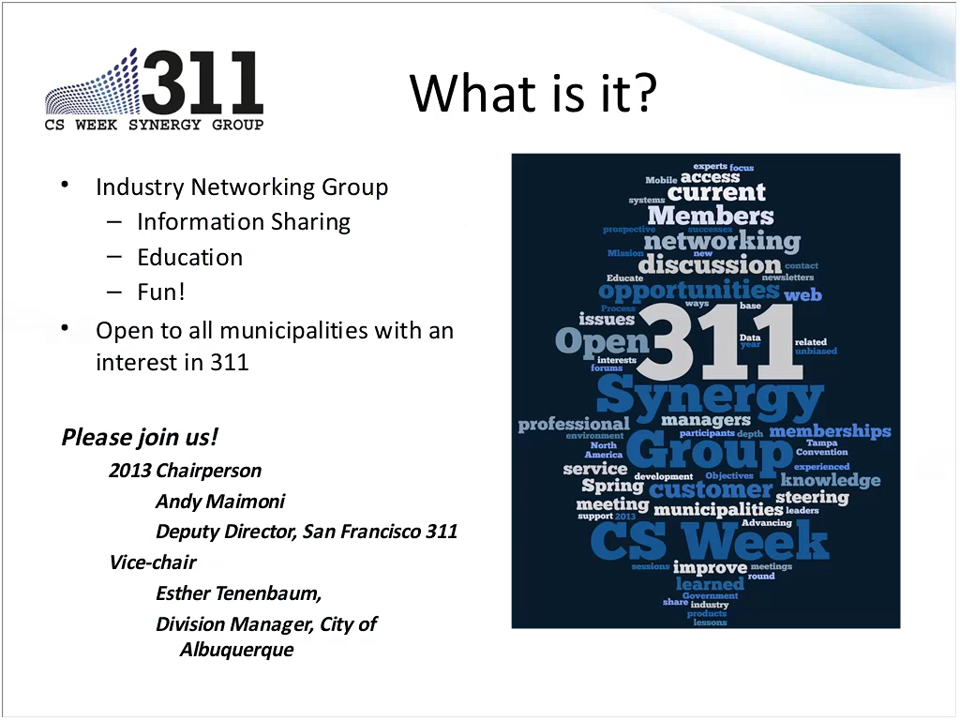 311
CS WEEK SYNERGY GROUP
What is it?
• Industry Networking Group
– Information Sharing
– Education
– Fun!
• Open to all municipalities with an
interest in 311
Please join us!
2013 Chairperson
Andy Maimoni
Deputy Director, San Francisco 311
Vice-chair
Esther Tenenbaum,
Division Manager, City of
Albuquerque
experts focus
Mobile access
systems current
Members
prospective successes
networking
Mission new
discussion contact
Educate newsletters
opportunities web
Process ways base
issues 311
Open Data year related
interests unbiased
forums
Synergy
professional managers
environment participants depth memberships
North America Group Tampa Convention
service development Objectives experienced
Spring customer knowledge
meeting municipalities steering
support 2013 leaders
Advancing
CS Week
sessions improve meetings
learned round
Government
share industry
products
lessons